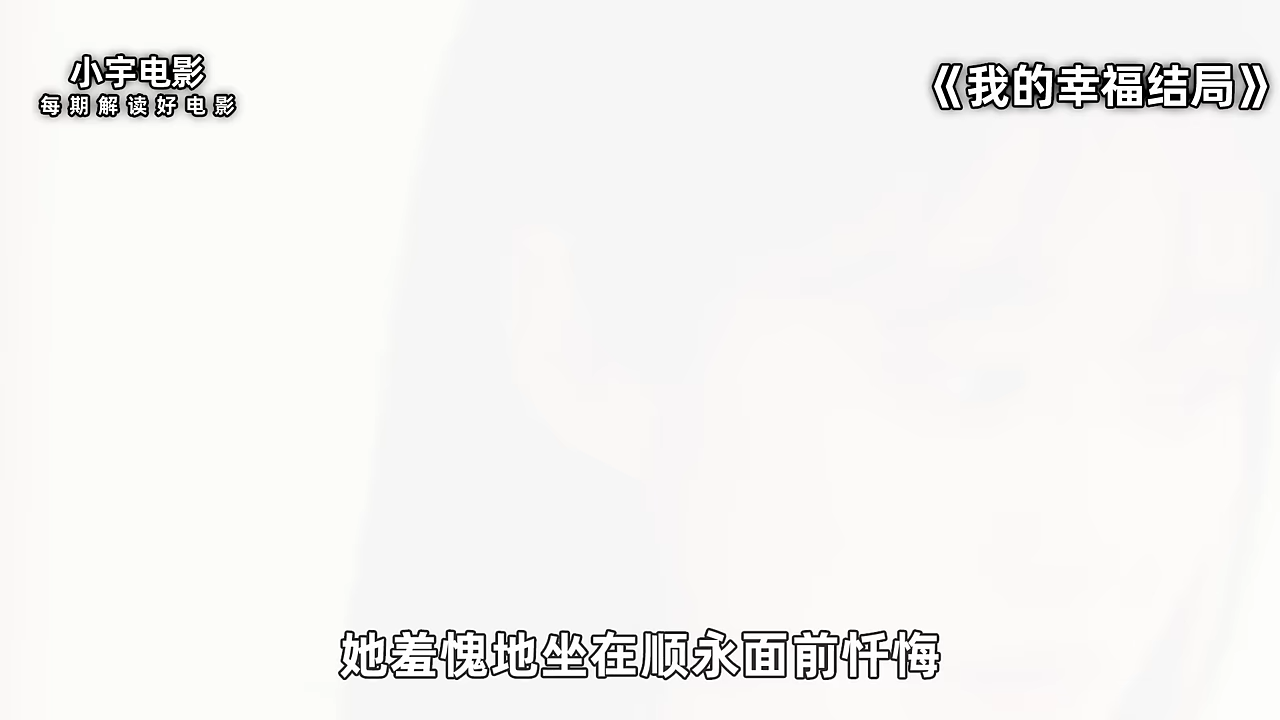 小宇电影
每期解读好电影
《我的幸福结局》
她羞愧地坐在顺永面前忏悔